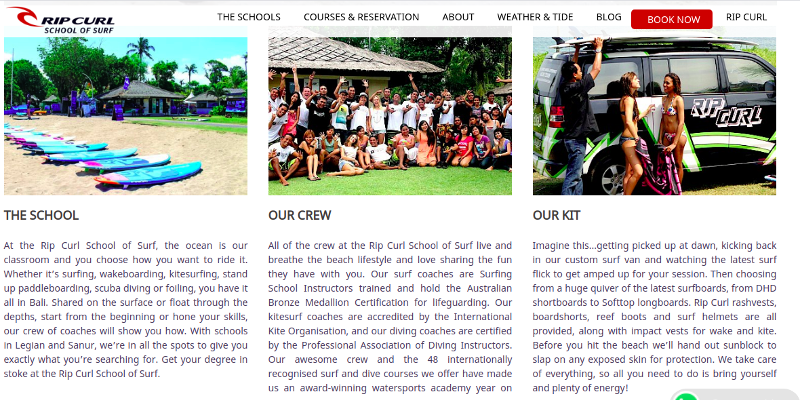 RIP CURL
SCHOOL OF SURF
THE SCHOOLS COURSES & RESERVATION ABOUT WEATHER & TIDE BLOG BOOK NOW RIP CURL
RIP CURL
THE SCHOOL
At the Rip Curl School of Surf, the ocean is our
classroom and you choose how you want to ride it.
Whether it's surfing, wakeboarding, kitesurfing, stand
up paddleboarding, scuba diving or foiling, you have it
all in Bali. Shared on the surface or float through the
depths, start from the beginning or hone your skills,
our crew of coaches will show you how. With schools
in Legian and Sanur, we're in all the spots to give you
exactly what you're searching for. Get your degree in
stoke at the Rip Curl School of Surf.
OUR CREW
All of the crew at the Rip Curl School of Surf live and
breathe the beach lifestyle and love sharing the fun
they have with you. Our surf coaches are Surfing
School Instructors trained and hold the Australian
Bronze Medallion Certification for lifeguarding. Our
kitesurf coaches are accredited by the International
Kite Organisation, and our diving coaches are certified
by the Professional Association of Diving Instructors.
Our awesome crew and the 48 internationally
recognised surf and dive courses we offer have made
us an award-winning watersports academy year on
OUR KIT
Imagine this...getting picked up at dawn, kicking back
in our custom surf van and watching the latest surf
flick to get amped up for your session. Then choosing
from a huge quiver of the latest surfboards, from DHD
shortboards to Softtop longboards. Rip Curl rashvests,
boardshorts, reef boots and surf helmets are all
provided, along with impact vests for wake and kite.
Before you hit the beach we'll hand out sunblock to
slap on any exposed skin for protection. We take care
of everything, so all you need to do is bring yourself
and plenty of energy!